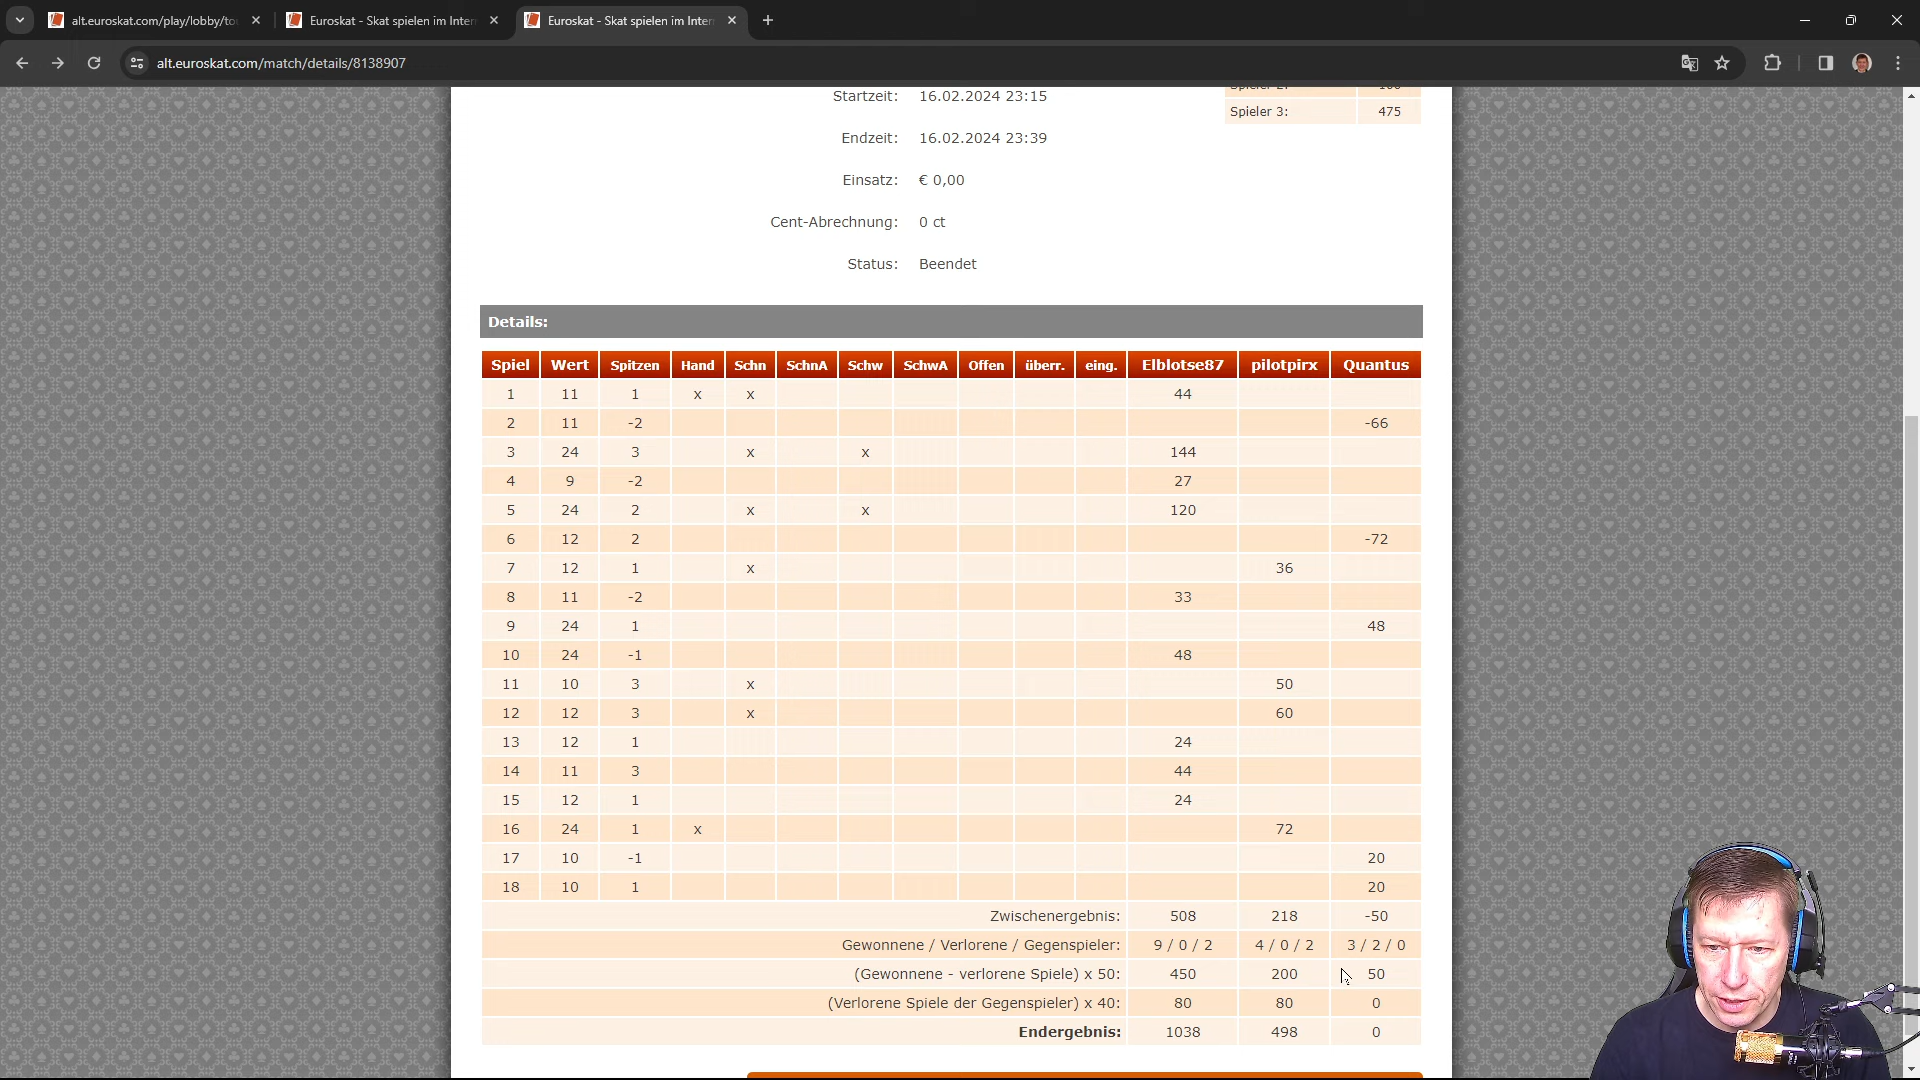 alt.euroskat.com/play/lobby/to
Euroskat - Skat spielen im Inter
Euroskat - Skat spielen im Inter
alt.euroskat.com/match/details/8138907
Startzeit: 16.02.2024 23:15
Spieler 3: 475
Endzeit: 16.02.2024 23:39
Einsatz: € 0,00
Cent-Abrechnung: 0 ct
Status: Beendet
Details:
Spiel Wert Spitzen Hand Schn SchnA Schw SchwA Offen überr. eing. Elblotse87 pilotpirx Quantus
1 11 1 x x 44
2 11 -2 -66
3 24 3 x x 144
4 9 -2 27
5 24 2 x x 120
6 12 2 -72
7 12 1 x 36
8 11 -2 33
9 24 1 48
10 24 -1 48
11 10 3 x 50
12 12 3 x 60
13 12 1 24
14 11 3 44
15 12 1 24
16 24 1 x 72
17 10 -1 20
18 10 1 20
Zwischenergebnis: 508 218 -50
Gewonnene / Verlorene / Gegenspieler: 9 / 0 / 2 4 / 0 / 2 3 / 2 / 0
(Gewonnene - verlorene Spiele) x 50: 450 200 50
(Verlorene Spiele der Gegenspieler) x 40: 80 80 0
Endergebnis: 1038 498 0